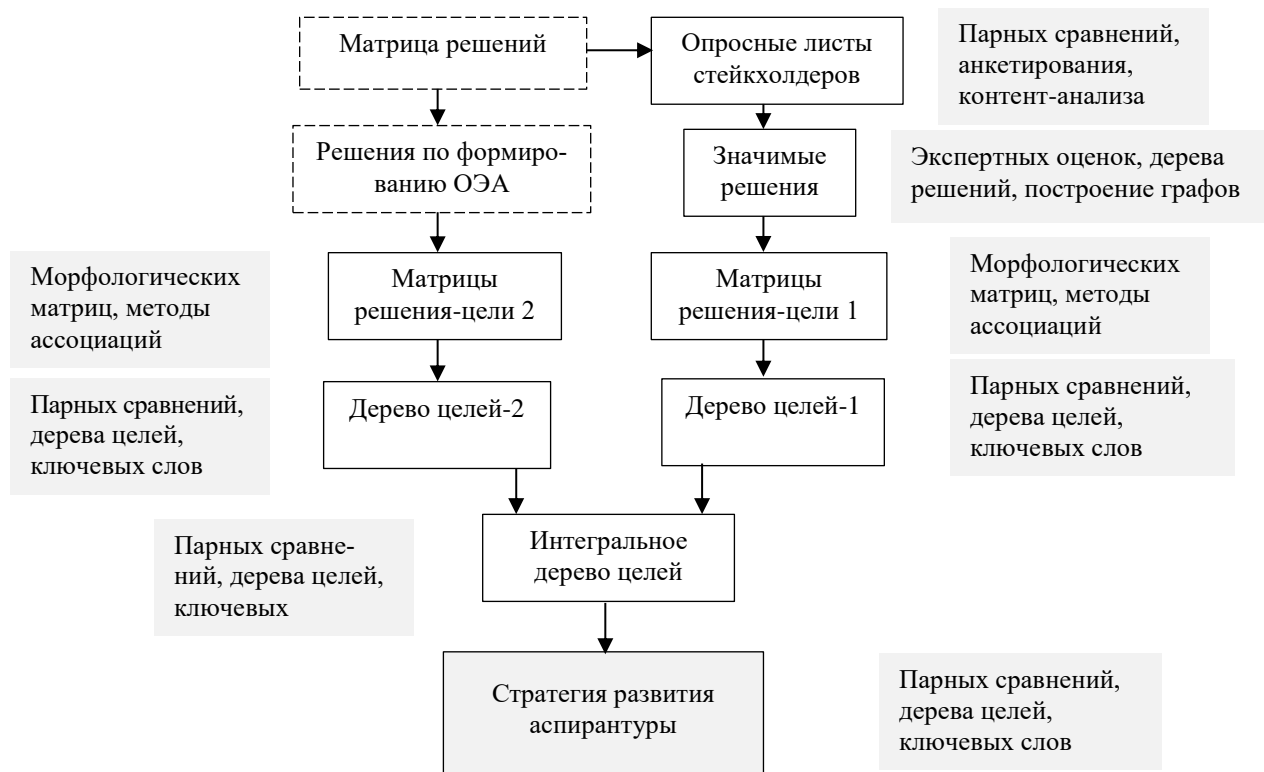 Матрица решений
Опросные листы
стейкхолдеров
Парных сравнений,
анкетирования,
контент-анализа
Решения по формиро-
ванию ОЭА
Значимые
решения
Экспертных оценок, дерева
решений, построение графов
Морфологических
матриц, методы
ассоциаций
Матрицы
решения-цели 2
Матрицы
решения-цели 1
Морфологических
матриц, методы
ассоциаций
Парных сравнений,
дерева целей,
ключевых слов
Дерево целей-2
Дерево целей-1
Парных сравнений,
дерева целей,
ключевых слов
Парных сравне-
ний, дерева целей,
ключевых
Интегральное
дерево целей
Стратегия развития
аспирантуры
Парных сравнений,
дерева целей,
ключевых слов